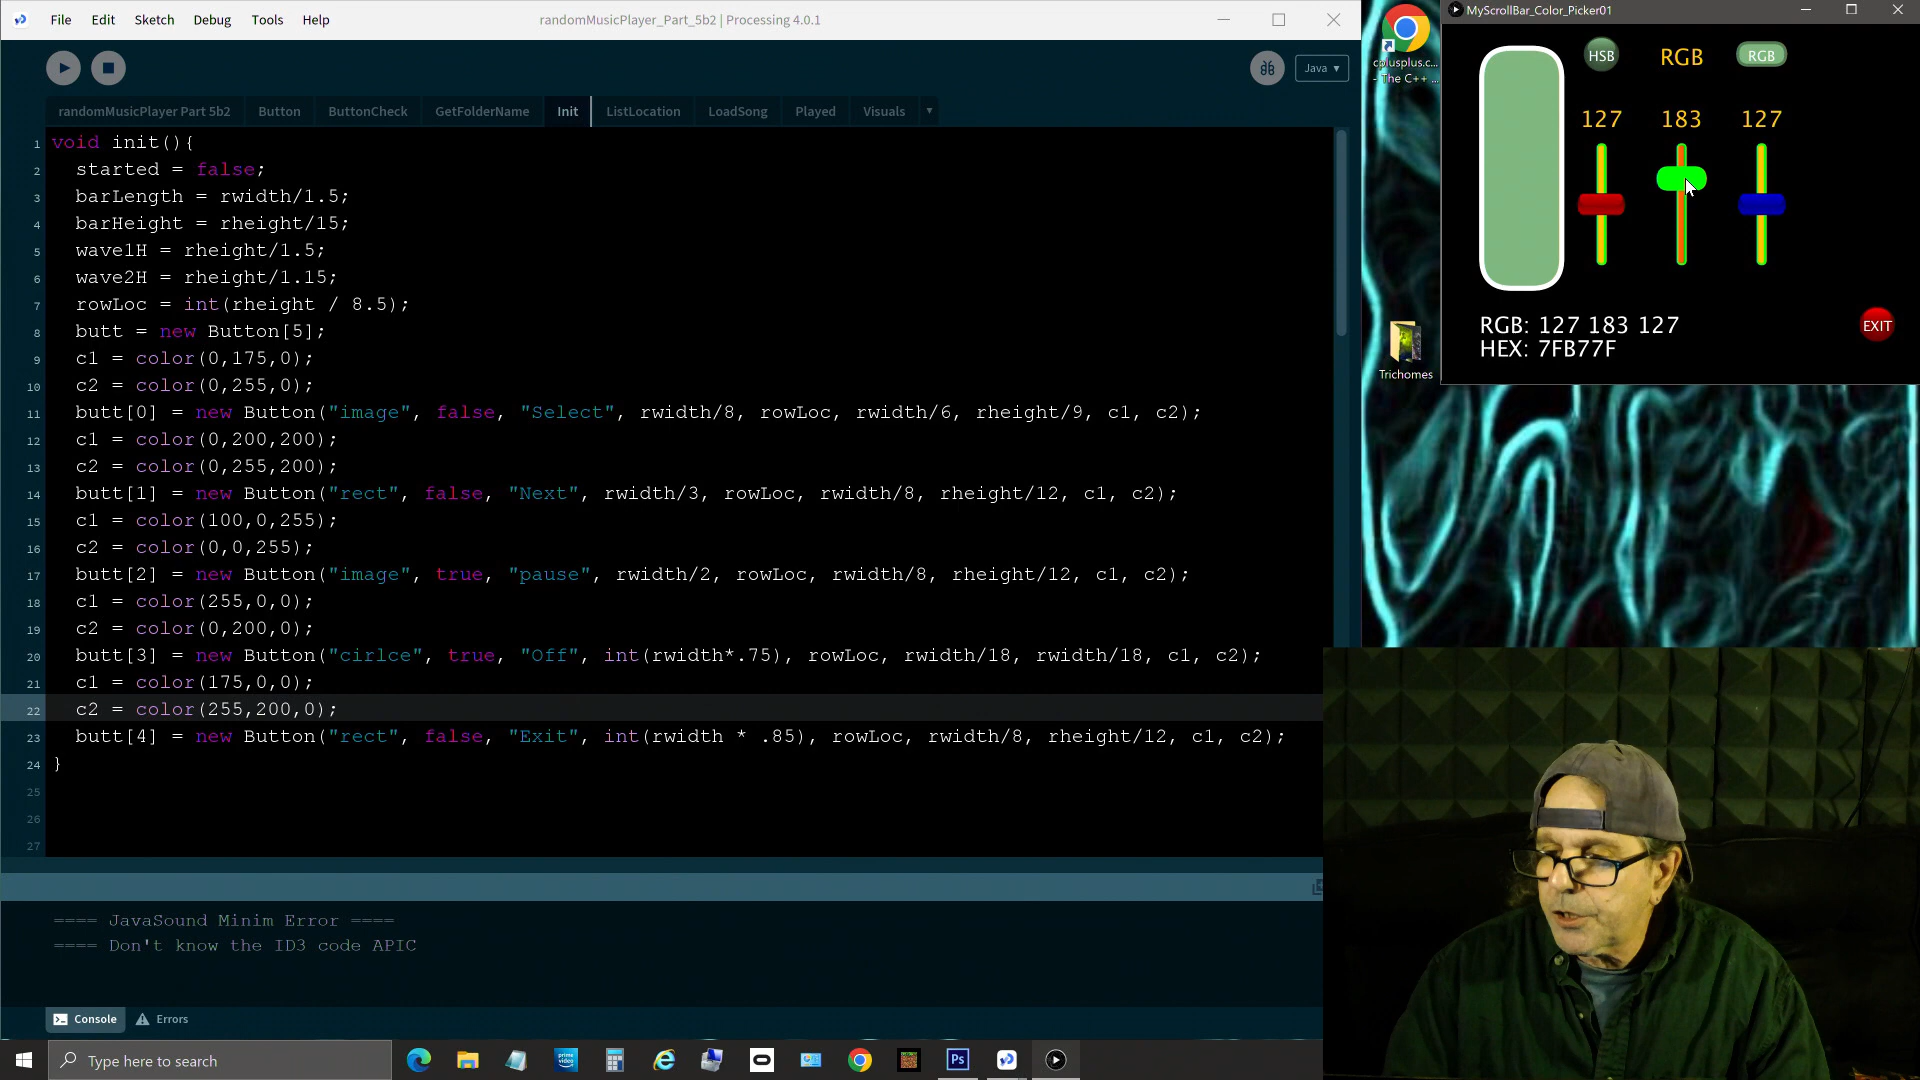 File Edit Sketch Debug Tools Help
randomMusicPlayer_Part_5b2 | Processing 4.0.1
Java ▾
randomMusicPlayer Part 5b2 Button ButtonCheck GetFolderName Init ListLocation LoadSong Played Visuals ▾
1 void init(){
2 started = false;
3 barLength = rwidth/1.5;
4 barHeight = rheight/15;
5 wave1H = rheight/1.5;
6 wave2H = rheight/1.15;
7 rowLoc = int(rheight / 8.5);
8 butt = new Button[5];
9 c1 = color(0,175,0);
10 c2 = color(0,255,0);
11 butt[0] = new Button("image", false, "Select", rwidth/8, rowLoc, rwidth/6, rheight/9, c1, c2);
12 c1 = color(0,200,200);
13 c2 = color(0,255,200);
14 butt[1] = new Button("rect", false, "Next", rwidth/3, rowLoc, rwidth/8, rheight/12, c1, c2);
15 c1 = color(100,0,255);
16 c2 = color(0,0,255);
17 butt[2] = new Button("image", true, "pause", rwidth/2, rowLoc, rwidth/8, rheight/12, c1, c2);
18 c1 = color(255,0,0);
19 c2 = color(0,200,0);
20 butt[3] = new Button("cirlce", true, "Off", int(rwidth*.75), rowLoc, rwidth/18, rwidth/18, c1, c2);
21 c1 = color(175,0,0);
22 c2 = color(255,200,0);
23 butt[4] = new Button("rect", false, "Exit", int(rwidth * .85), rowLoc, rwidth/8, rheight/12, c1, c2);
24 }
25
26
27
==== JavaSound Minim Error ====
==== Don't know the ID3 code APIC
Console Errors
Type here to search
prime video
Ps
cplusplus.c...
- The C++ ...
Trichomes
MyScrollBar_Color_Picker01
HSB RGB RGB
127 183 127
RGB: 127 183 127
HEX: 7FB77F
EXIT